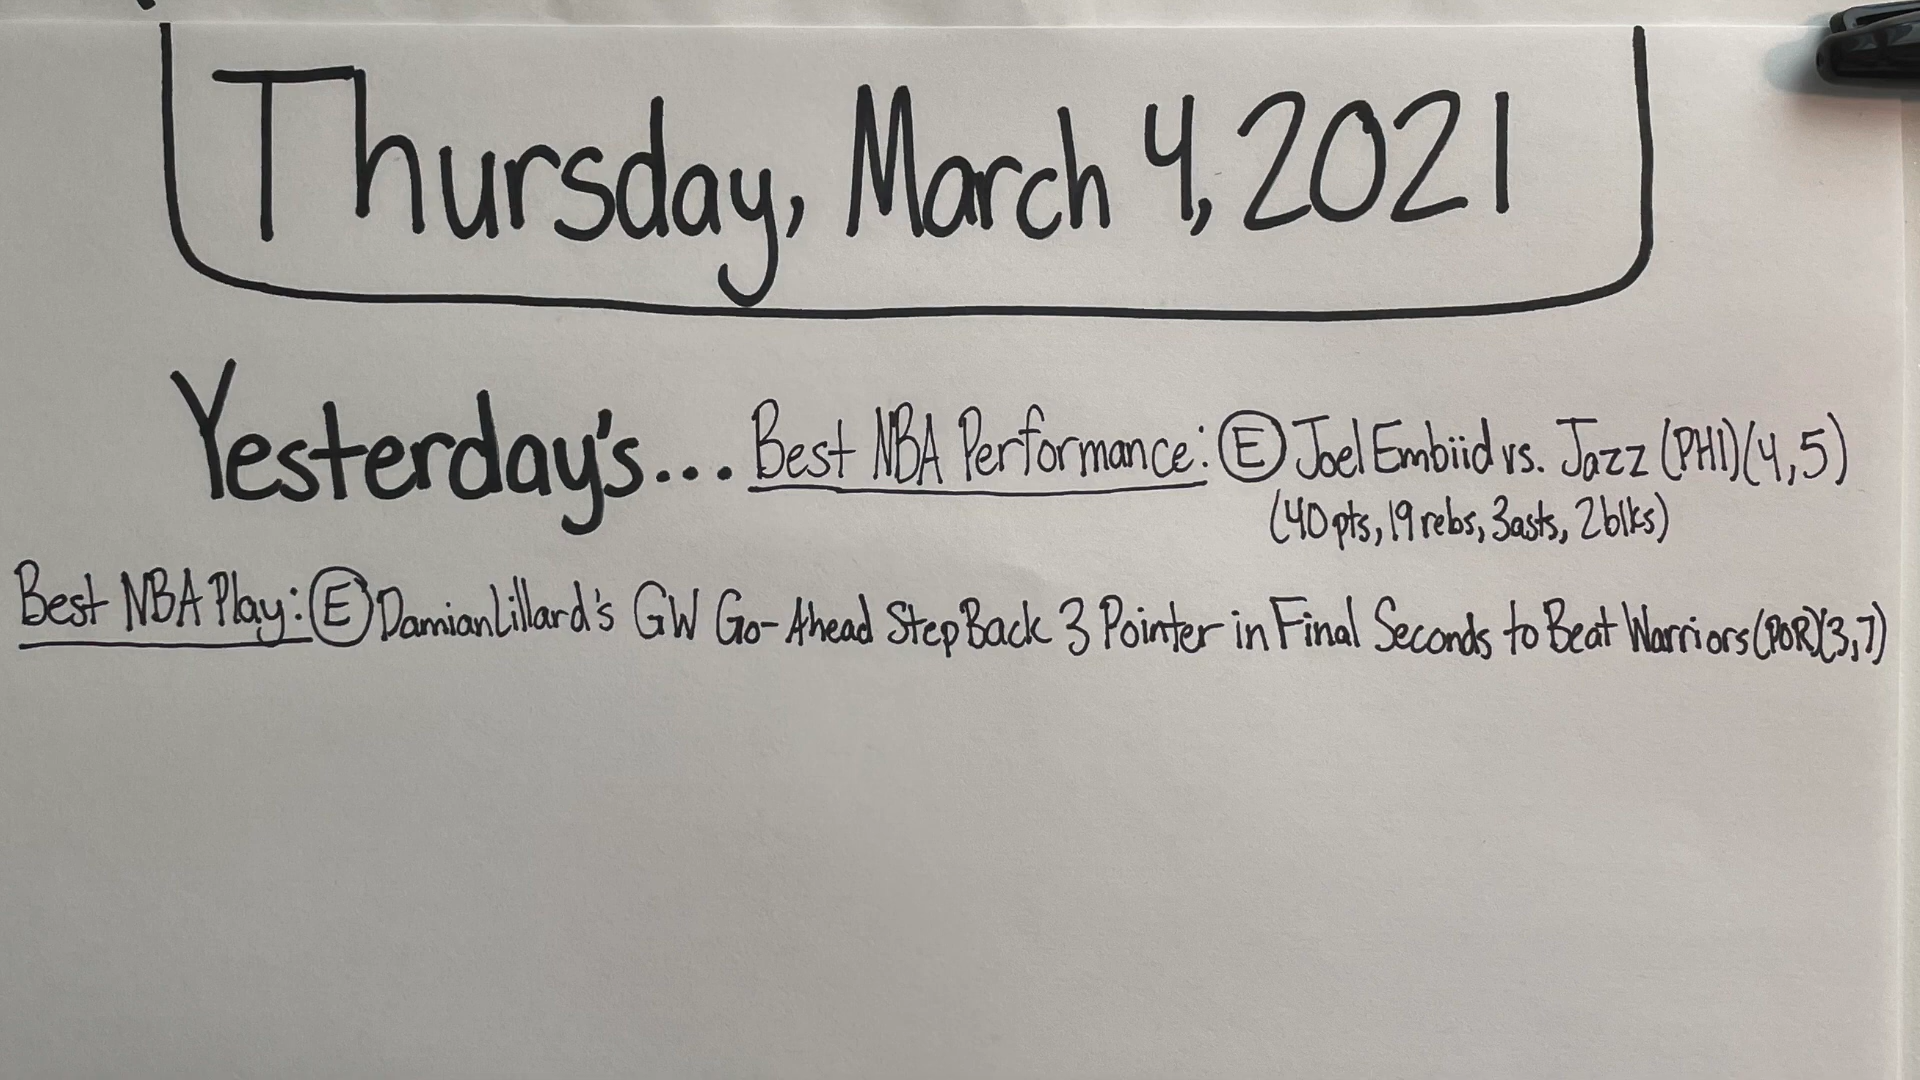 Thursday, March 4, 2021
Yesterday's... Best NBA Performance: Ⓔ Joel Embiid vs. Jazz (PHI)(4,5)
(40 pts, 19 rebs, 3 asts, 2 blks)
Best NBA Play: Ⓔ Damian Lillard's GW Go-Ahead Step Back 3 Pointer in Final Seconds to Beat Warriors (POR)(3,7)